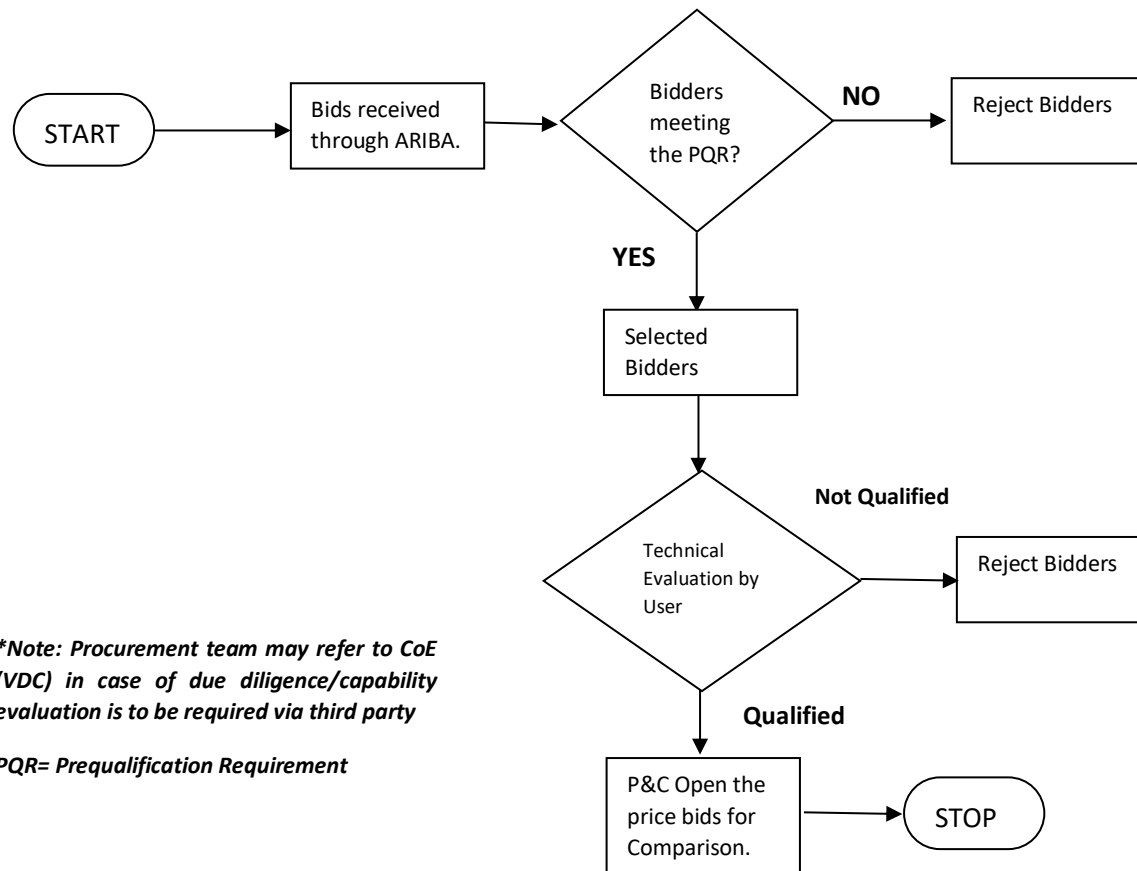 START
Bids received
through ARIBA.
Bidders
meeting
the PQR?
NO
Reject Bidders
YES
Selected
Bidders
Technical
Evaluation by
User
Not Qualified
Reject Bidders
Qualified
P&C Open the
price bids for
Comparison.
STOP
*Note: Procurement team may refer to CoE
(VDC) in case of due diligence/capability
evaluation is to be required via third party
PQR= Prequalification Requirement